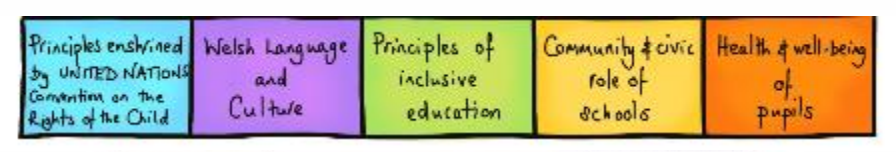 Principles enshrined
by UNITED NATIONS
Convention on the
Rights of the Child
Welsh Language
and
Culture
Principles of
inclusive
education
Community & civic
role of
schools
Health & well-being
of
pupils